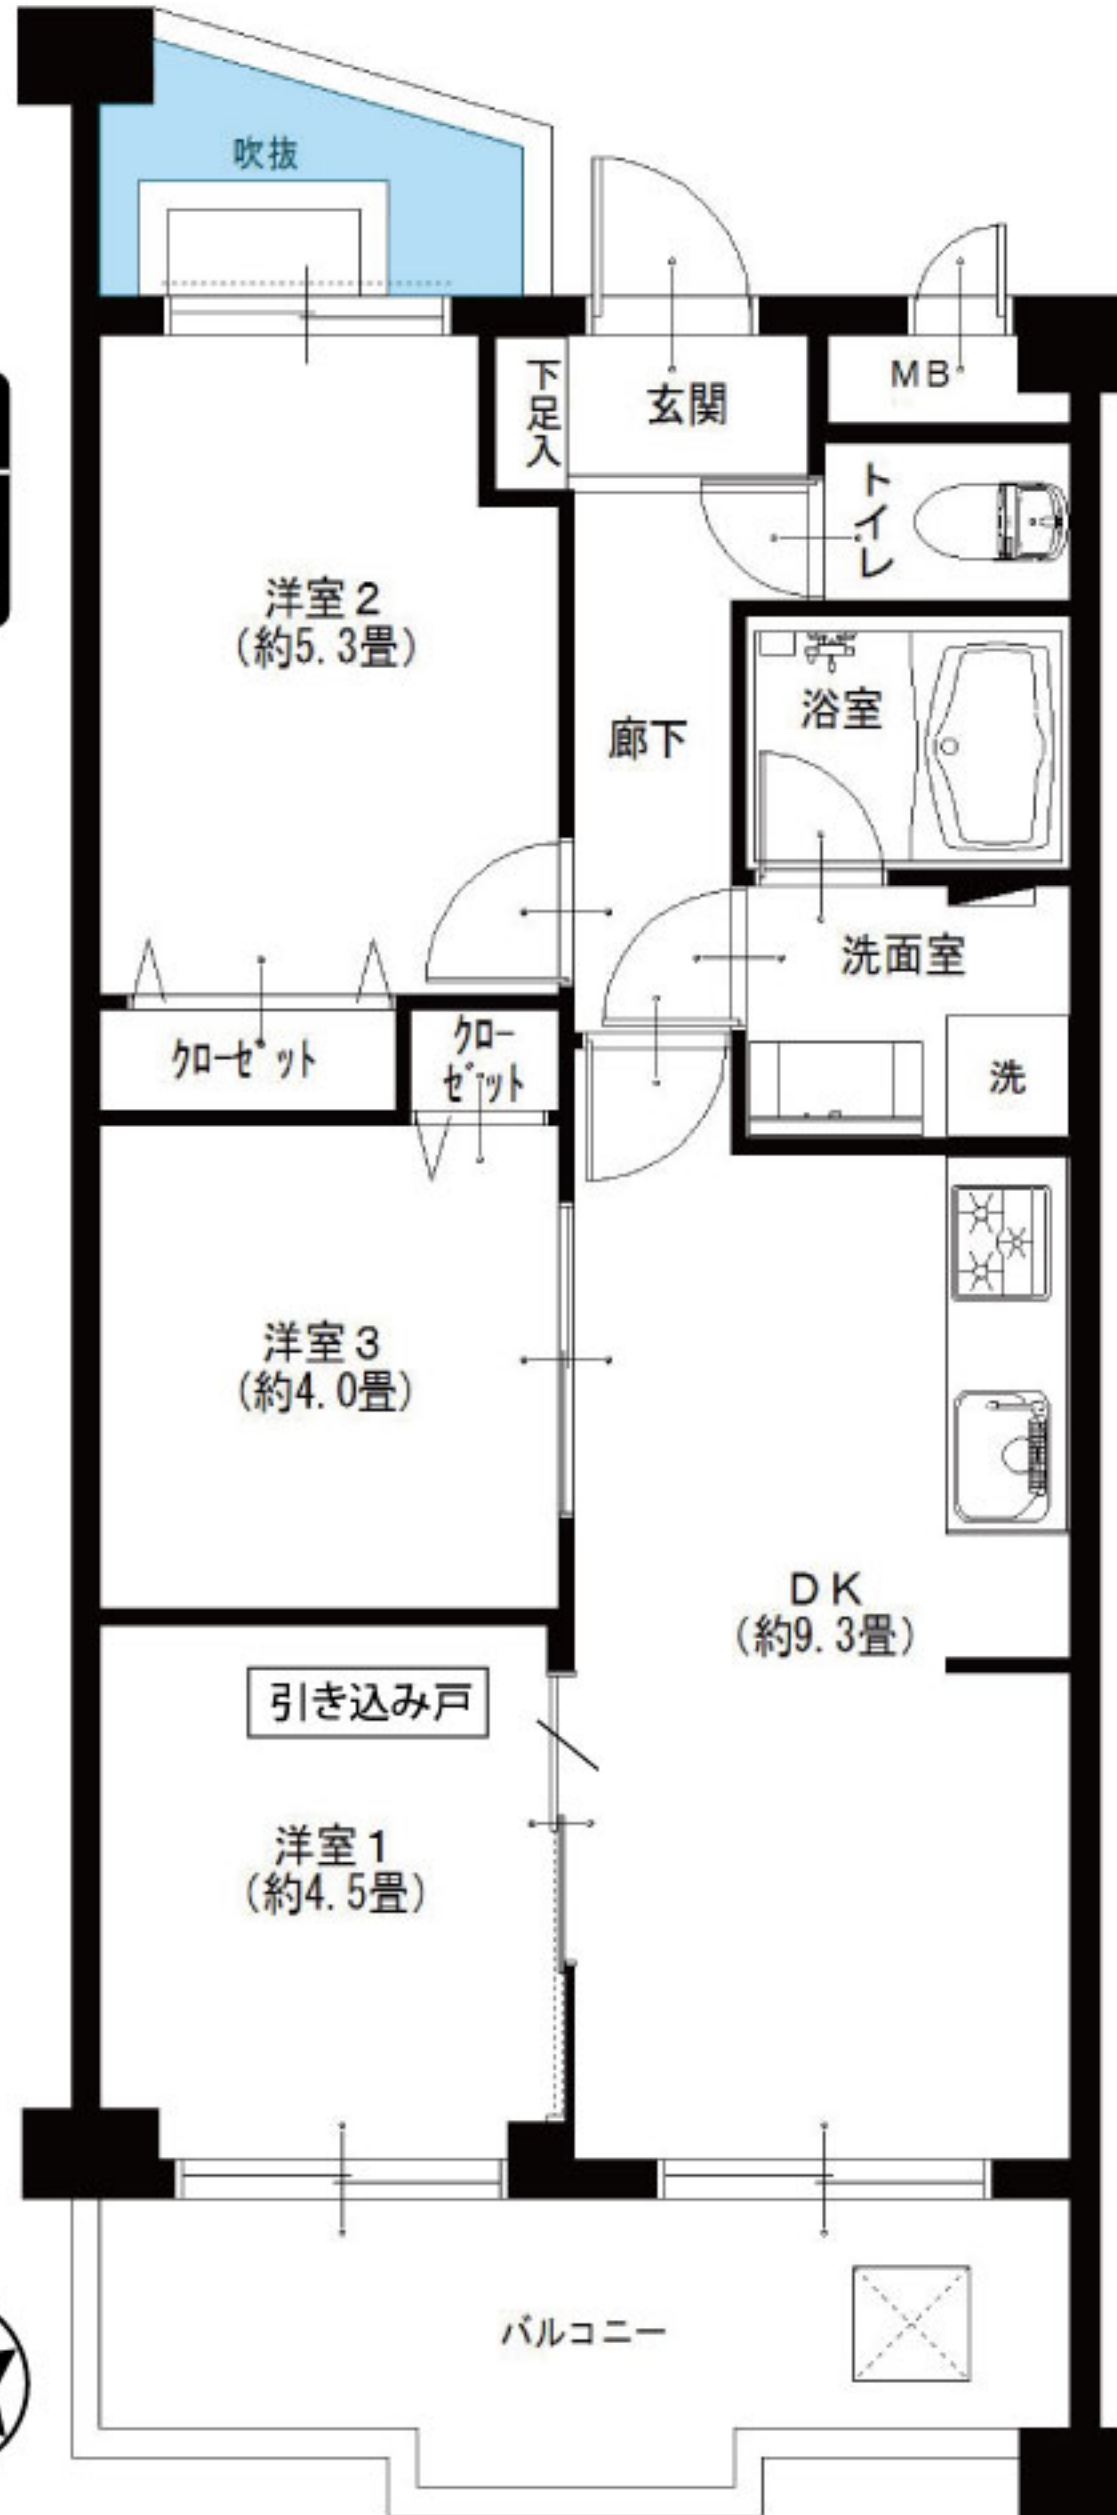 吹抜
下足入
玄関
MB
トイレ
洋室2
(約5.3畳)
浴室
廊下
洗面室
クローゼット
クロー
ゼット
洗
洋室3
(約4.0畳)
DK
(約9.3畳)
引き込み戸
洋室1
(約4.5畳)
バルコニー